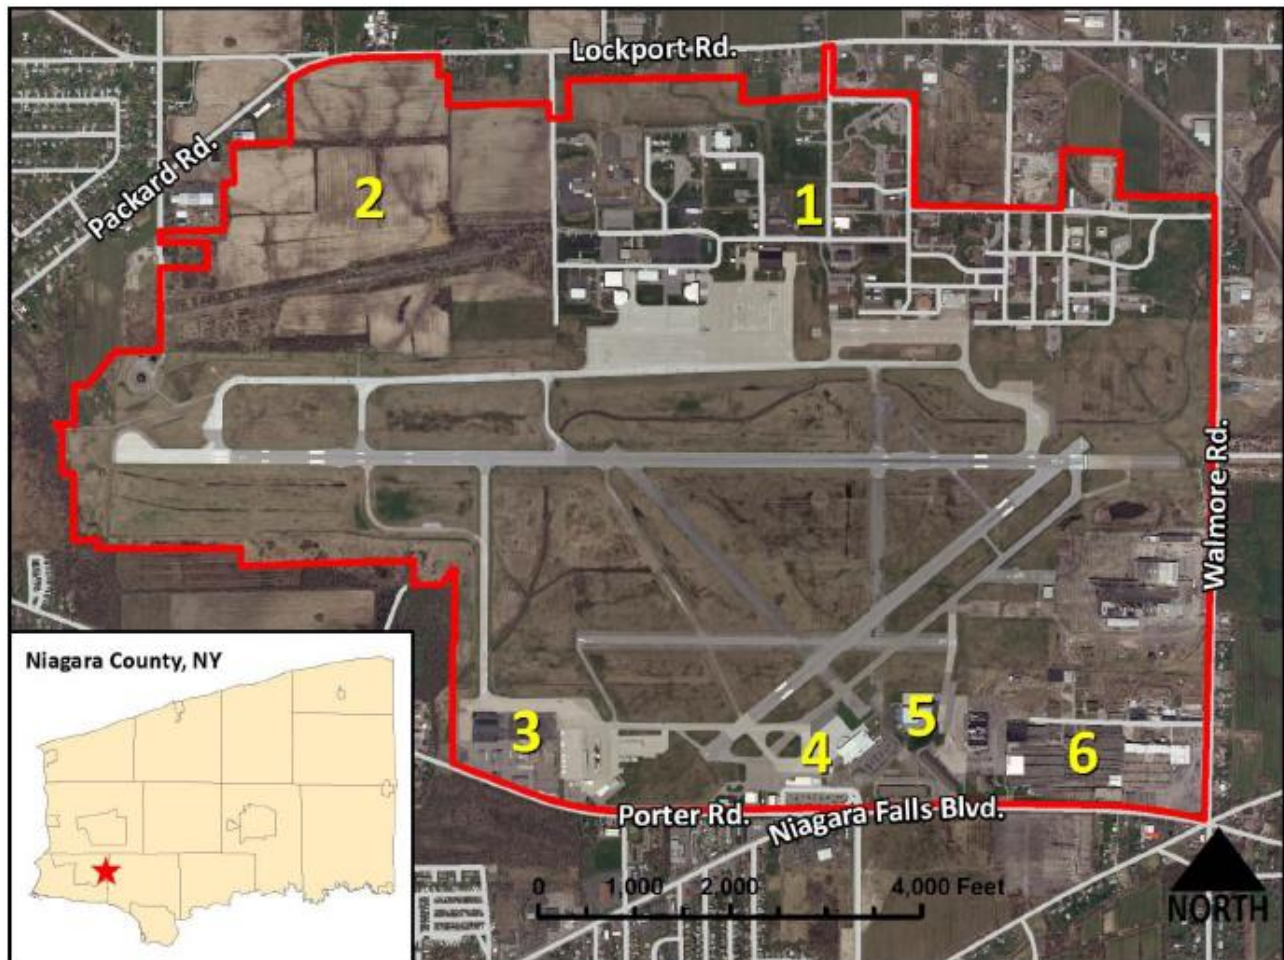 Lockport Rd.
Packard Rd.
2
1
Walmore Rd.
Niagara County, NY
3
4
5
6
Porter Rd.
Niagara Falls Blvd.
0 1,000 2,000 4,000 Feet
NORTH